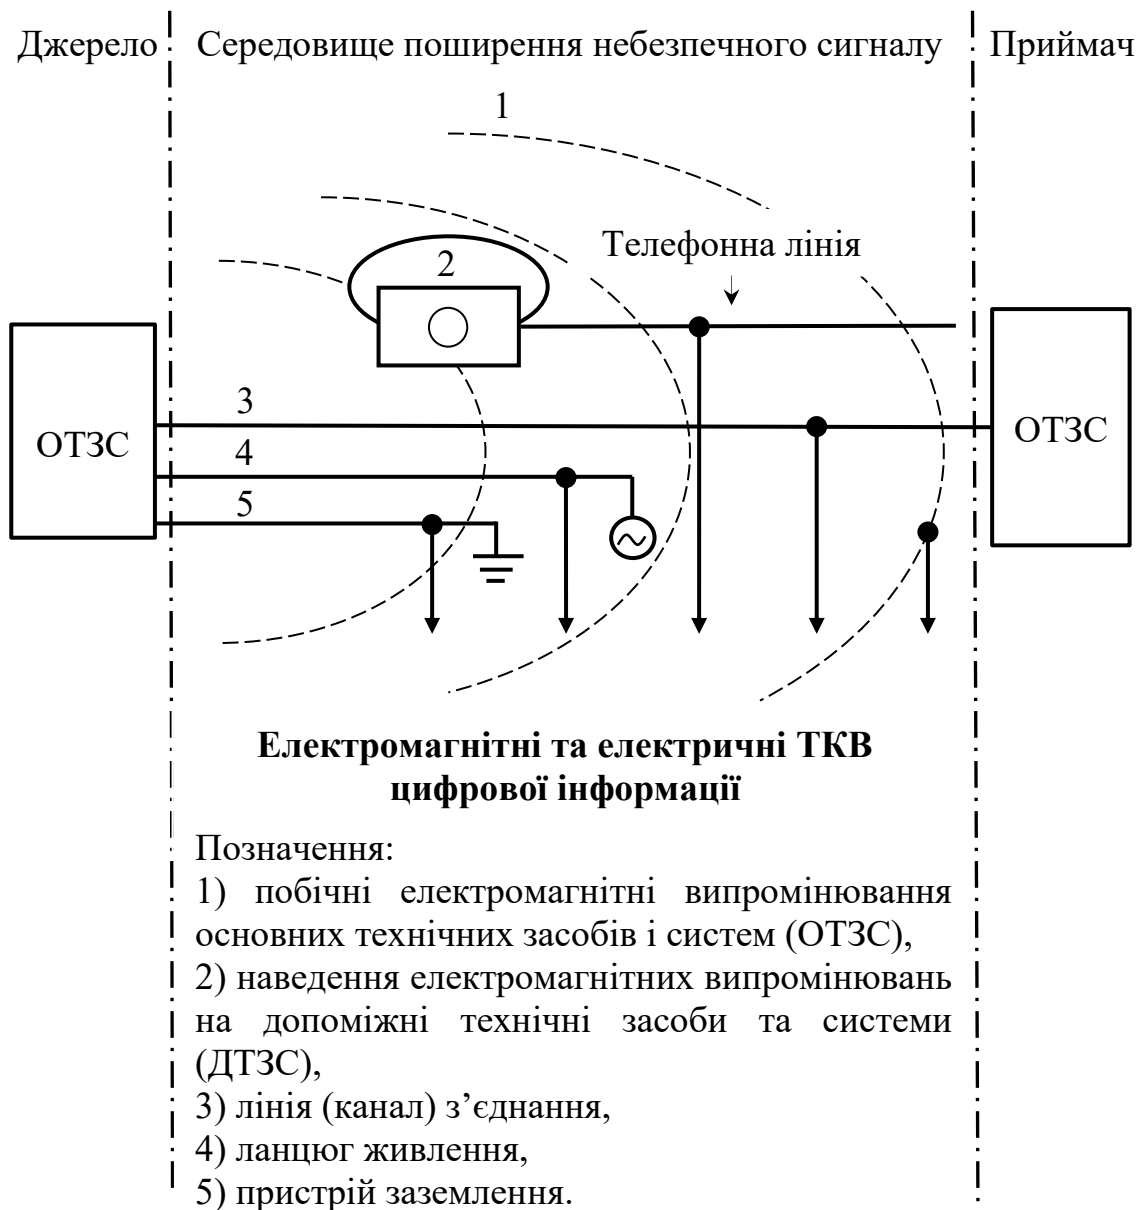 Джерело
Середовище поширення небезпечного сигналу
Приймач
1
2
Телефонна лінія
3
ОТЗС
4
5
ОТЗС
Електромагнітні та електричні ТКВ
цифрової інформації
Позначення:
1) побічні електромагнітні випромінювання
основних технічних засобів і систем (ОТЗС),
2) наведення електромагнітних випромінювань
на допоміжні технічні засоби та системи
(ДТЗС),
3) лінія (канал) з’єднання,
4) ланцюг живлення,
5) пристрій заземлення.